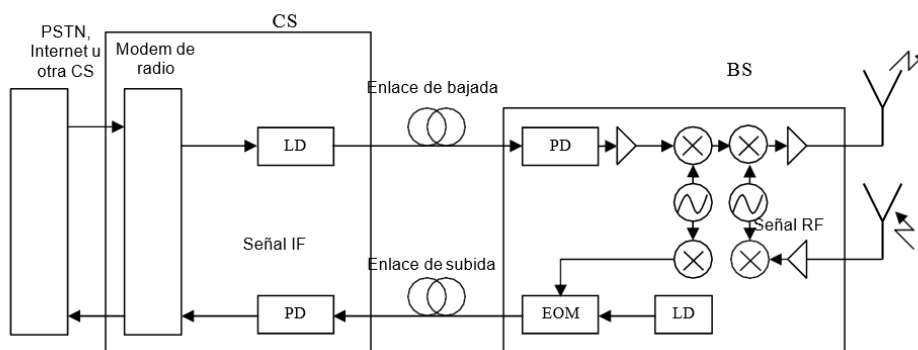 PSTN,
Internet u
otra CS
CS
Modem de
radio
Enlace de bajada
BS
LD
PD
Señal IF
Señal RF
Enlace de subida
PD
EOM
LD